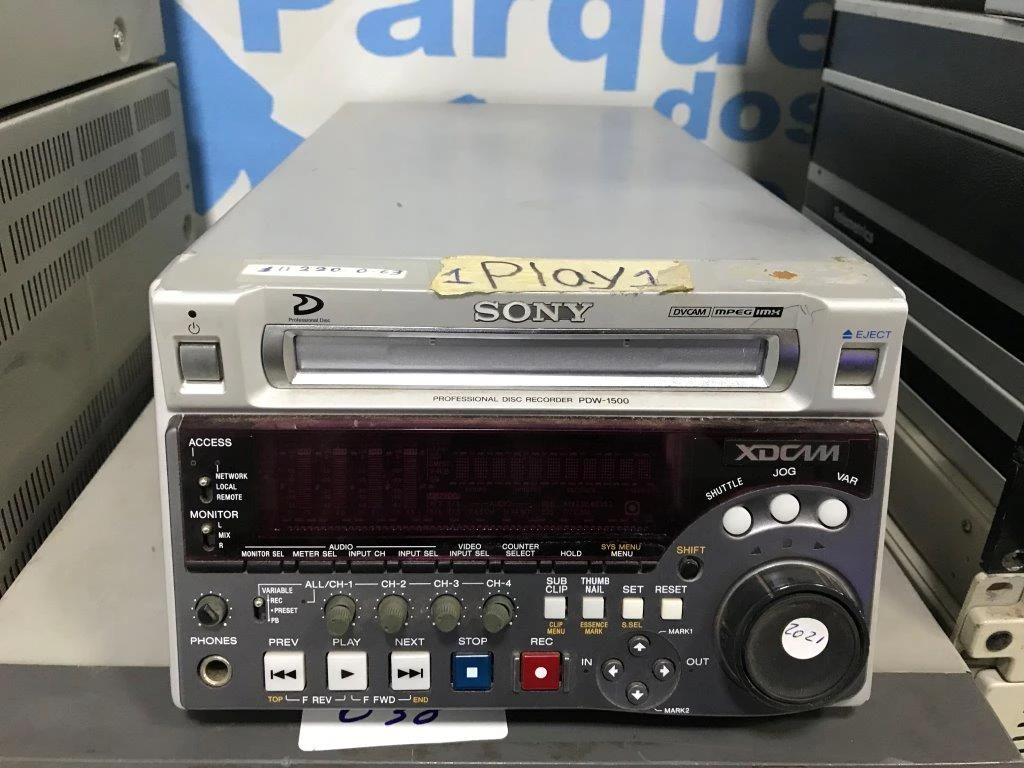 Parque
dos
Tektronix
1 Play 1
Professional Disc
SONY
DVCAM MPEG IMX
EJECT
PROFESSIONAL DISC RECORDER PDW-1500
ACCESS
NETWORK
LOCAL
REMOTE
MONITOR
L
MIX
R
XDCAM
SHUTTLE JOG VAR
AUDIO
MONITOR SEL METER SEL INPUT CH INPUT SEL VIDEO INPUT SEL COUNTER SELECT HOLD SYS MENU MENU
SHIFT
VARIABLE
REC
PRESET
PB
ALL/CH-1 CH-2 CH-3 CH-4
SUB CLIP THUMB NAIL SET RESET
CLIP MENU ESSENCE MARK S.SEL
PHONES
PREV PLAY NEXT STOP REC
MARK1
IN OUT
MARK2
TOP F REV F FWD END
2021